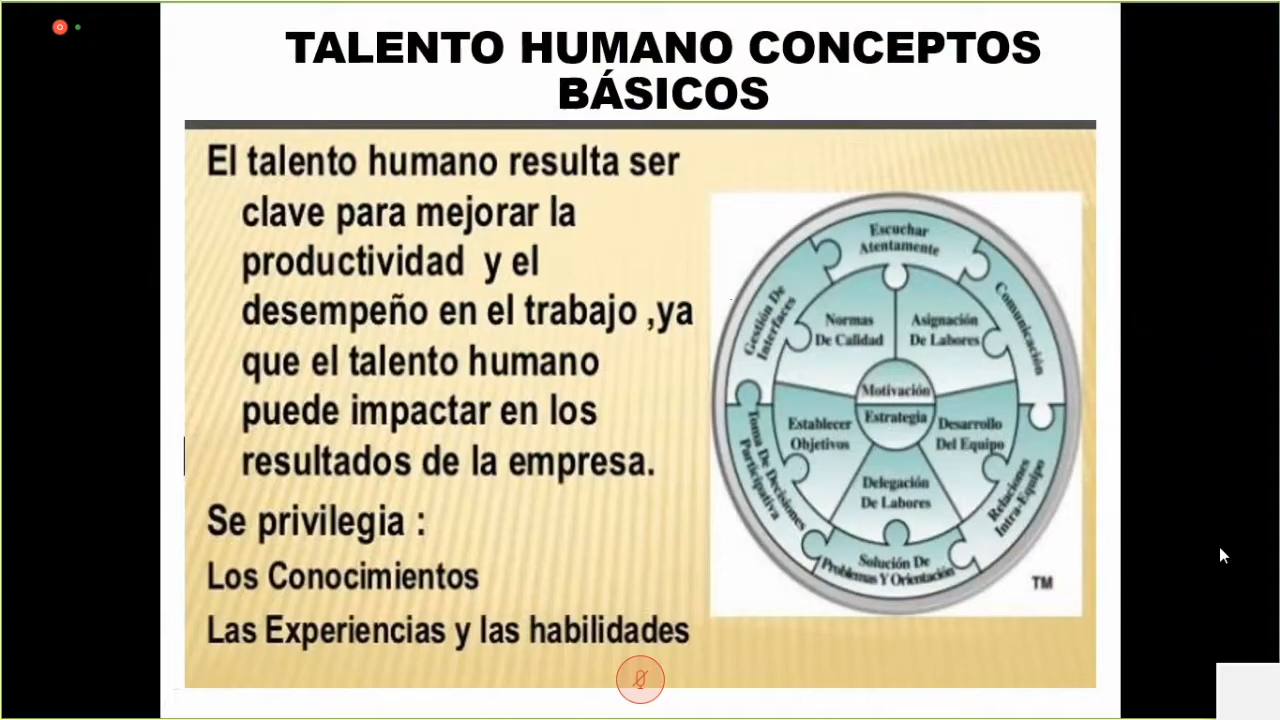 TALENTO HUMANO CONCEPTOS
BÁSICOS
El talento humano resulta ser
clave para mejorar la
productividad y el
desempeño en el trabajo ,ya
que el talento humano
puede impactar en los
resultados de la empresa.
Se privilegia :
Los Conocimientos
Las Experiencias y las habilidades
Escuchar
Atentamente
Comunicación
Relaciones
Intra-Equipo
Solución De
Problemas Y Orientación
Toma De Decisiones
Participativa
Gestión De
Interfaces
Normas
De Calidad
Asignación
De Labores
Desarrollo
Del Equipo
Delegación
De Labores
Establecer
Objetivos
Motivación
Estrategia
TM